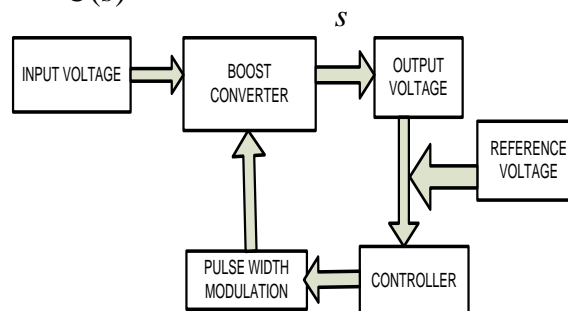 s
INPUT VOLTAGE
BOOST
CONVERTER
OUTPUT
VOLTAGE
REFERENCE
VOLTAGE
PULSE WIDTH
MODULATION
CONTROLLER